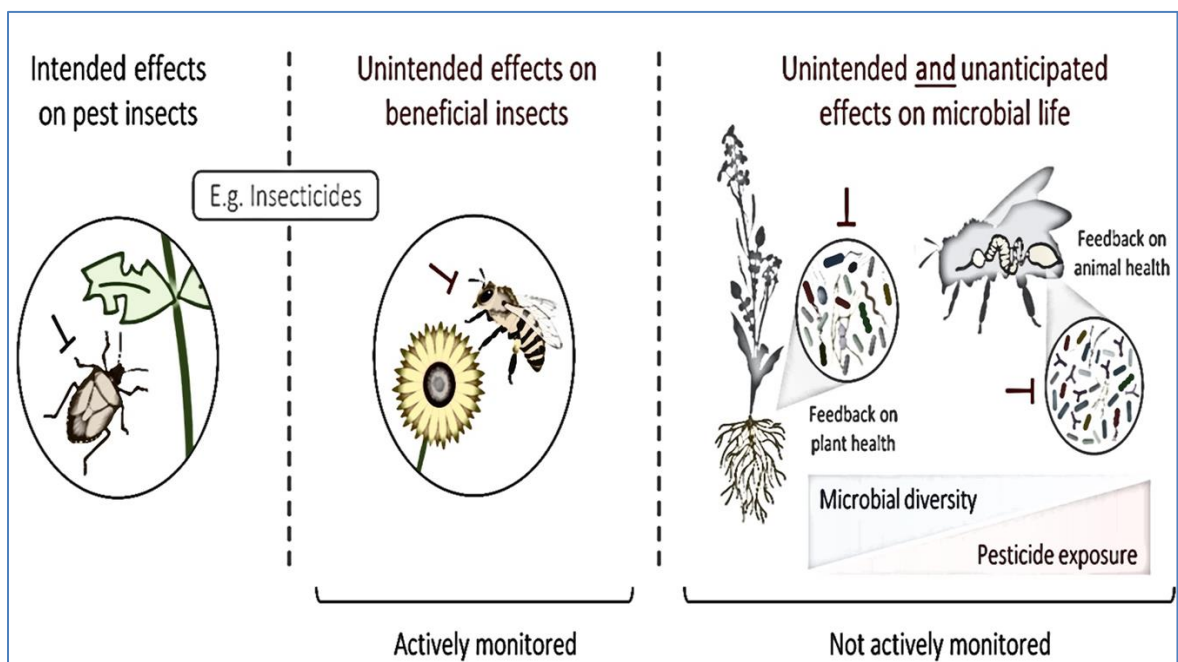 Intended effects
on pest insects
Unintended effects on
beneficial insects
Unintended and unanticipated
effects on microbial life
E.g. Insecticides
Feedback on
animal health
Feedback on
plant health
Microbial diversity
Pesticide exposure
Actively monitored
Not actively monitored